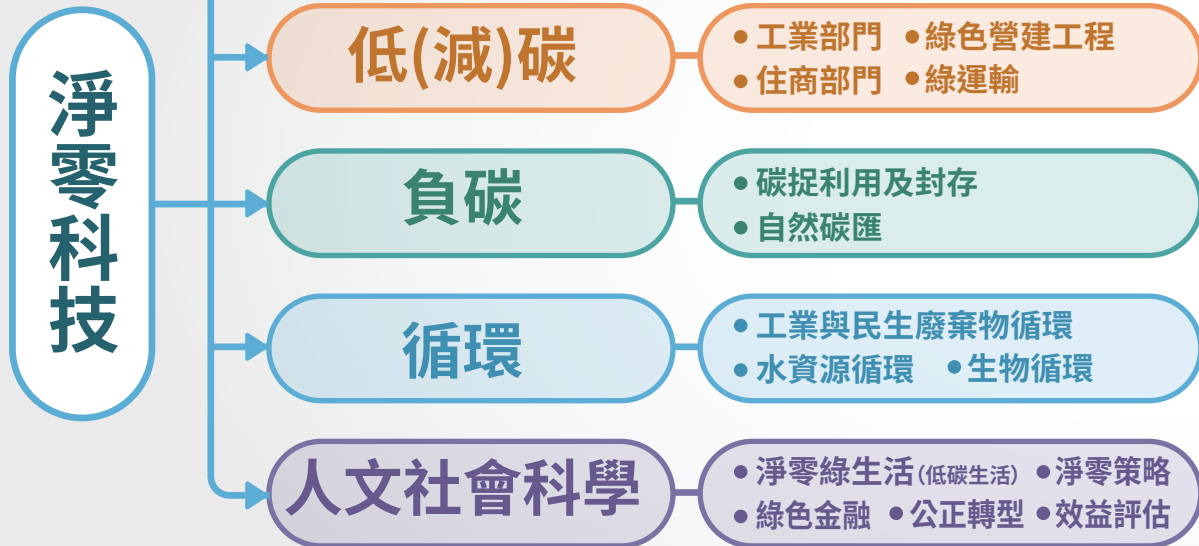 淨零科技
低(減)碳
•工業部門 •綠色營建工程
•住商部門 •綠運輸
負碳
•碳捉利用及封存
•自然碳匯
循環
•工業與民生廢棄物循環
•水資源循環 •生物循環
人文社會科學
•淨零綠生活(低碳生活) •淨零策略
•綠色金融 •公正轉型 •效益評估